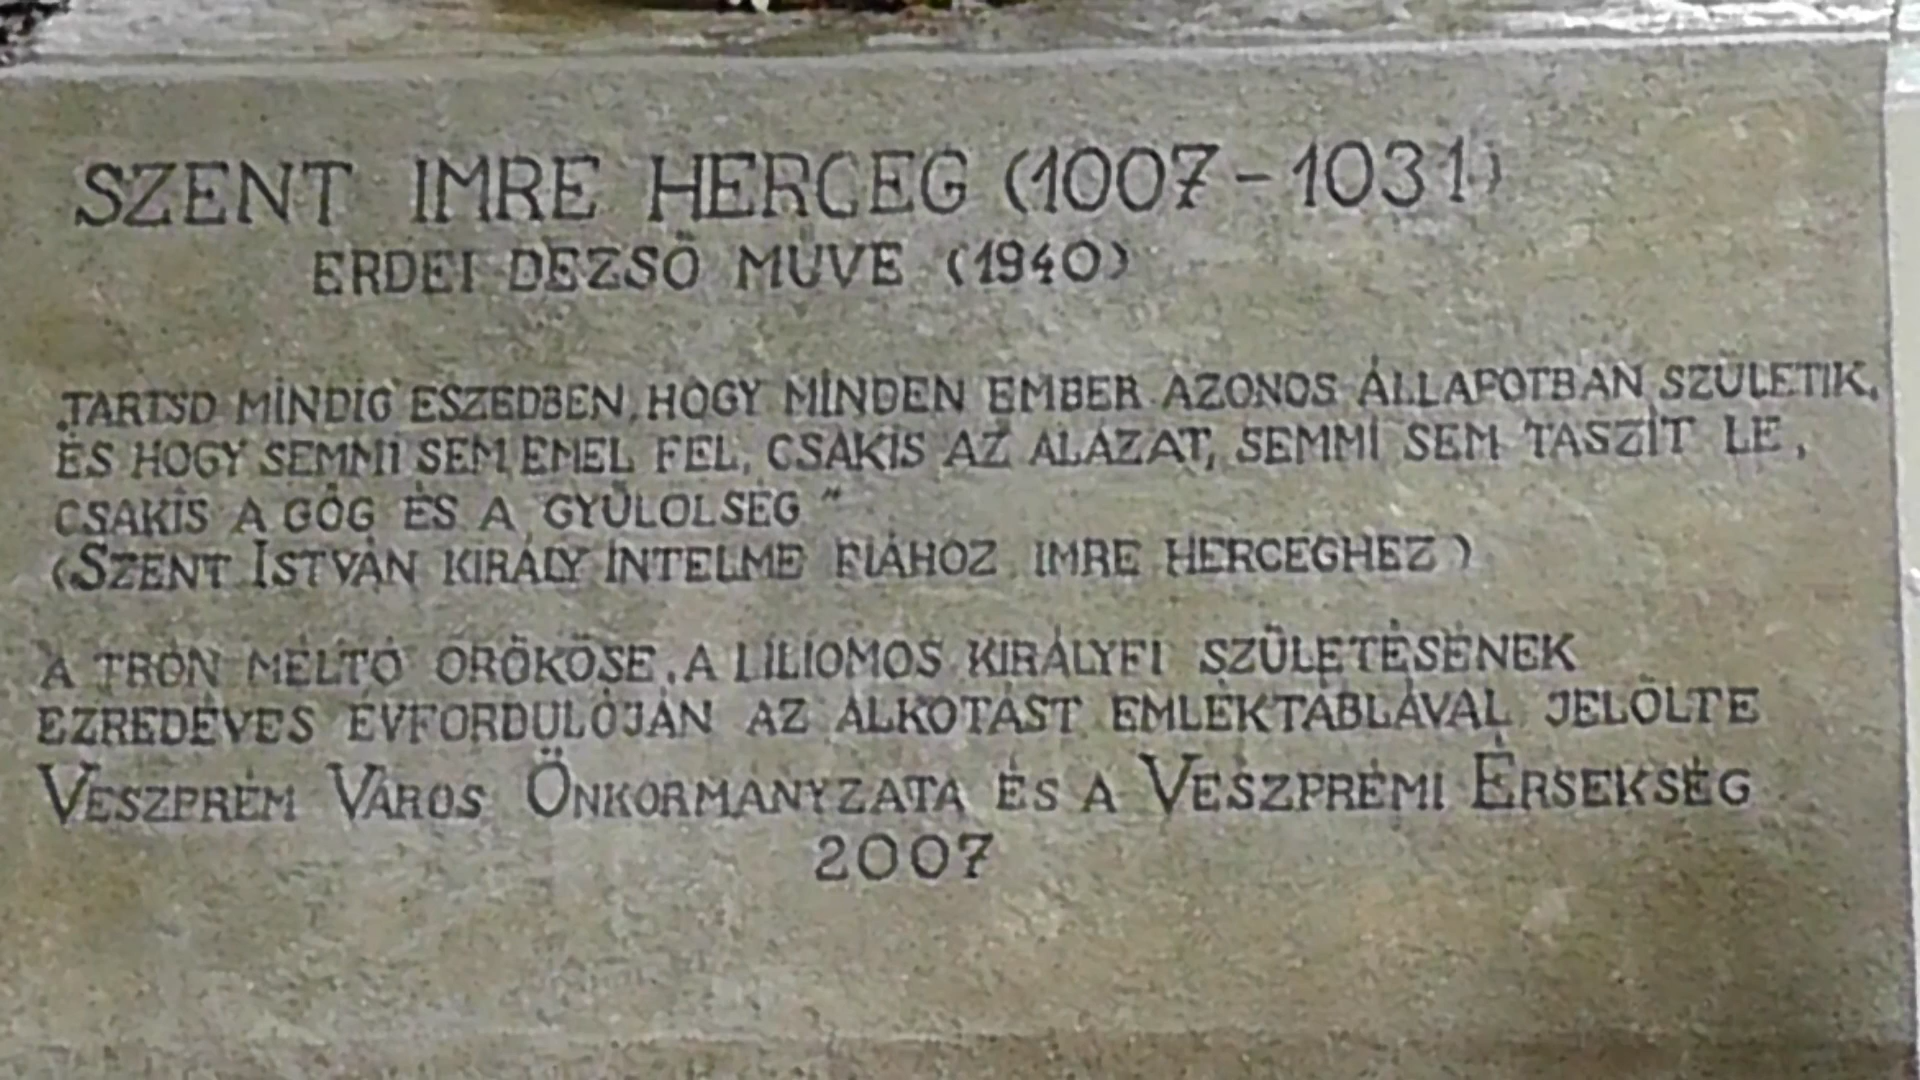 SZENT IMRE HERCEG (1007-1031)
ERDEI DEZSŐ MŰVE (1940)
„TARTSD MINDIG ESZEDBEN, HOGY MINDEN EMBER AZONOS ÁLLAPOTBAN SZÜLETIK,
ÉS HOGY SEMMI SEM EMEL FEL, CSAKIS AZ ALÁZAT, SEMMI SEM TASZÍT LE,
CSAKIS A GŐG ÉS A GYŰLÖLSÉG"
(SZENT ISTVÁN KIRÁLY INTELME FIÁHOZ IMRE HERCEGHEZ)
A TRÓN MÉLTÓ ÖRÖKÖSE, A LILIOMOS KIRÁLYFI SZÜLETÉSÉNEK
EZREDÉVES ÉVFORDULÓJÁN AZ ALKOTÁST EMLÉKTÁBLÁVAL JELÖLTE
VESZPRÉM VÁROS ÖNKORMÁNYZATA ÉS A VESZPRÉMI ÉRSEKSÉG
2007